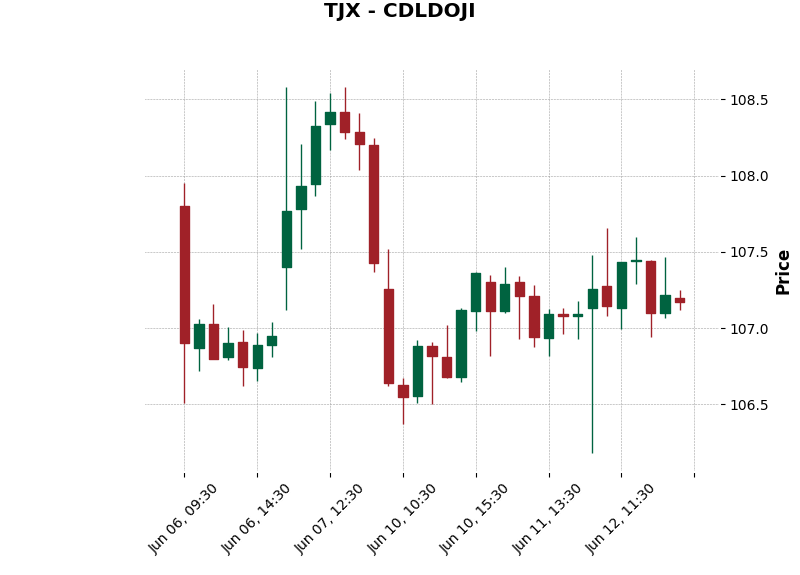 TJX - CDLDOJI
108.5
108.0
107.5
107.0
106.5
Price
Jun 06, 09:30
Jun 06, 14:30
Jun 07, 12:30
Jun 10, 10:30
Jun 10, 15:30
Jun 11, 13:30
Jun 12, 11:30